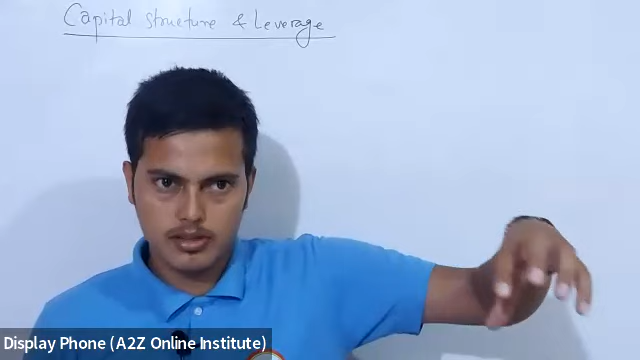 Capital structure & Leverage
Display Phone (A2Z Online Institute)